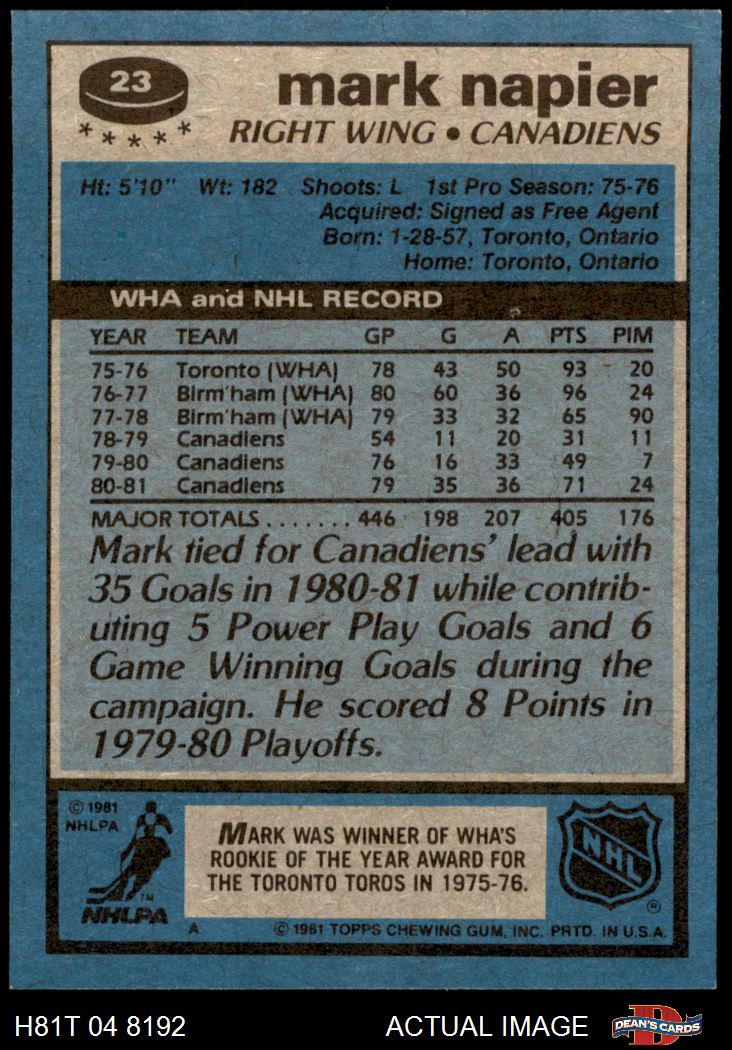 23
mark napier
RIGHT WING • CANADIENS
Ht: 5'10" Wt: 182 Shoots: L 1st Pro Season: 75-76
Acquired: Signed as Free Agent
Born: 1-28-57, Toronto, Ontario
Home: Toronto, Ontario
WHA and NHL RECORD
YEAR TEAM GP G A PTS PIM
75-76 Toronto (WHA) 78 43 50 93 20
76-77 Birm'ham (WHA) 80 60 36 96 24
77-78 Birm'ham (WHA) 79 33 32 65 90
78-79 Canadiens 54 11 20 31 11
79-80 Canadiens 76 16 33 49 7
80-81 Canadiens 79 35 36 71 24
MAJOR TOTALS ....... 446 198 207 405 176
Mark tied for Canadiens' lead with
35 Goals in 1980-81 while contrib-
uting 5 Power Play Goals and 6
Game Winning Goals during the
campaign. He scored 8 Points in
1979-80 Playoffs.
© 1981
NHLPA
TM
NHLPA
MARK WAS WINNER OF WHA'S
ROOKIE OF THE YEAR AWARD FOR
THE TORONTO TOROS IN 1975-76.
NHL
®
A © 1981 TOPPS CHEWING GUM, INC. PRTD. IN U.S.A.
H81T 04 8192 ACTUAL IMAGE
D
DEAN'S CARDS